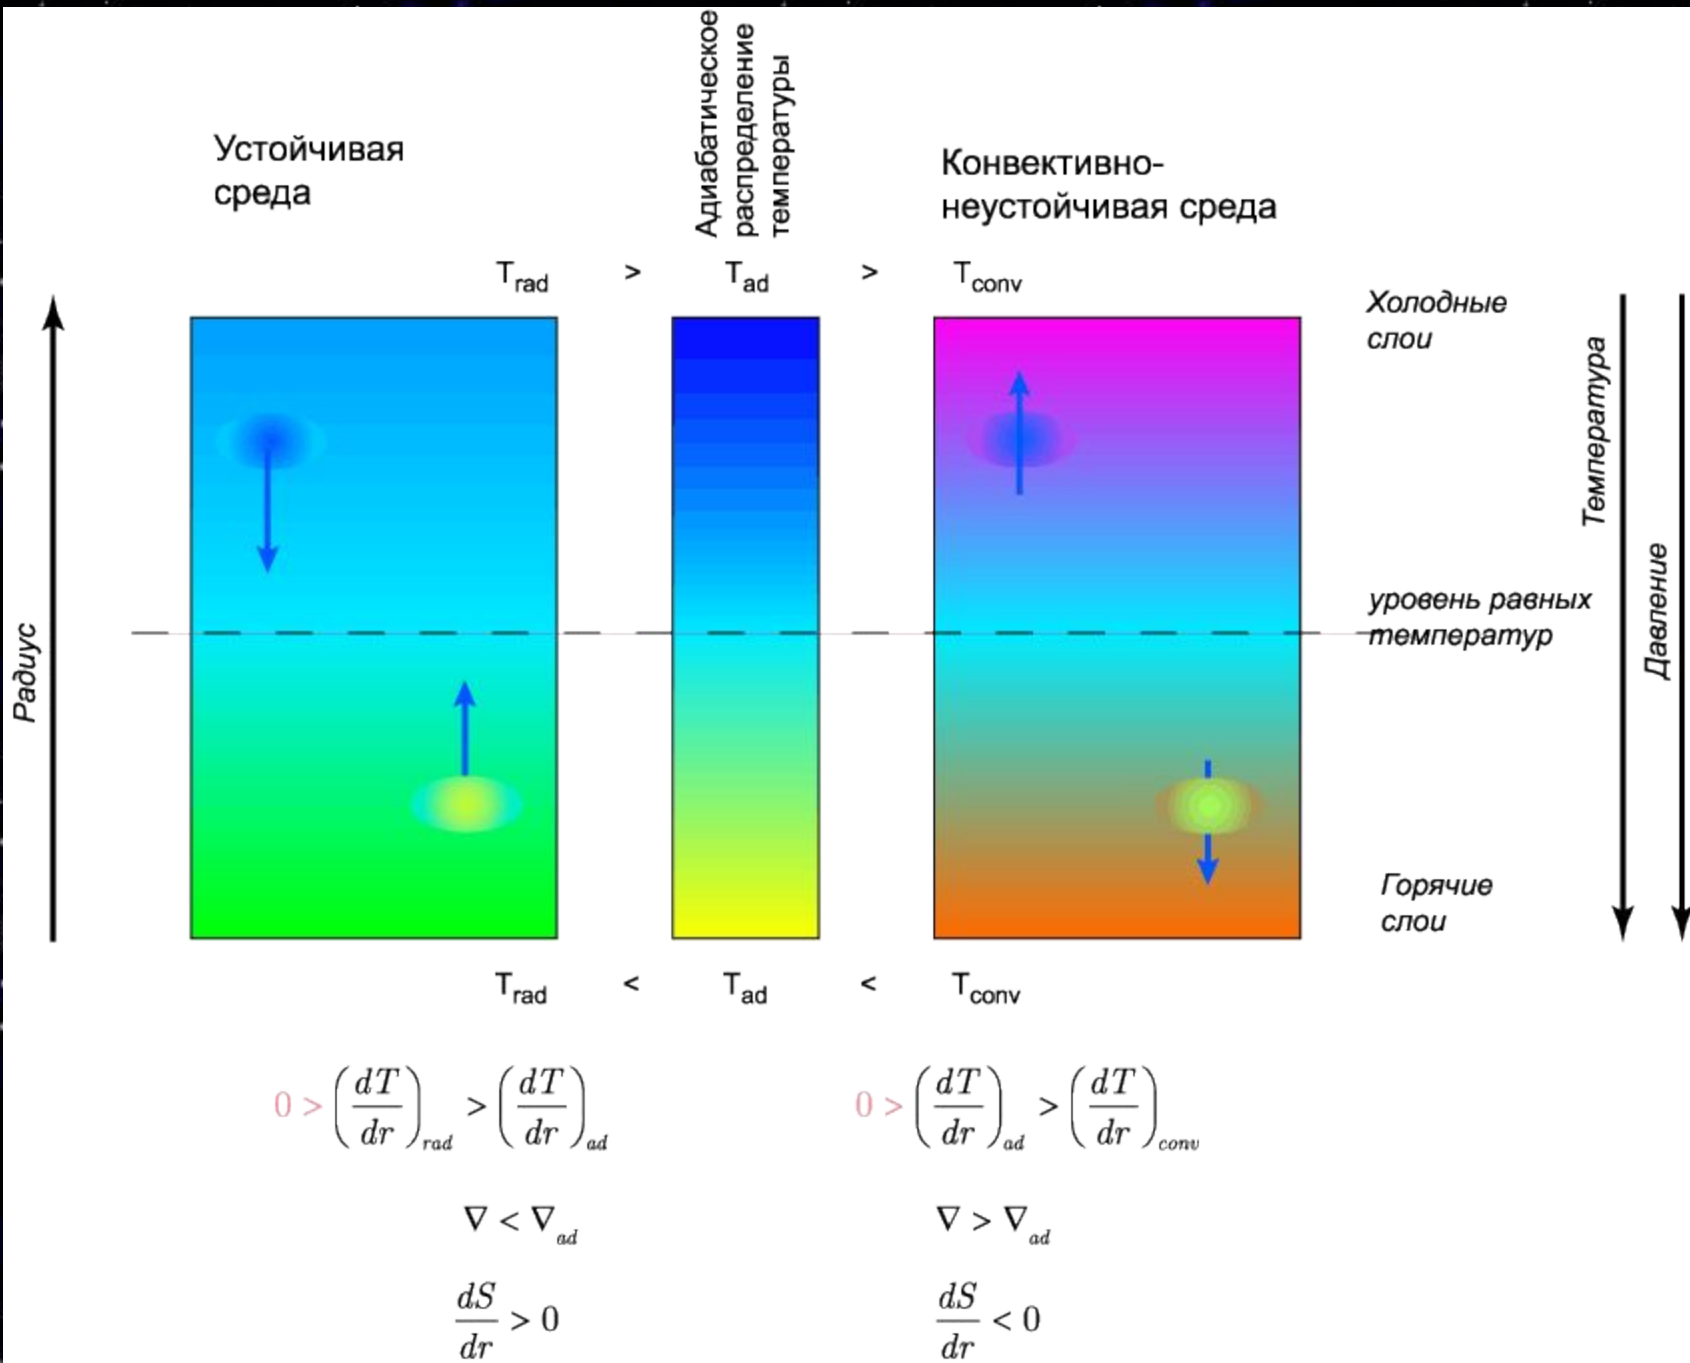 Адиабатическое
распределение
температуры
Устойчивая
среда
Конвективно-
неустойчивая среда
T_rad > T_ad > T_conv
Холодные
слои
Температура
Давление
Радиус
уровень равных
температур
Горячие
слои
T_rad < T_ad < T_conv
0 > (dT/dr)_rad > (dT/dr)_ad
0 > (dT/dr)_ad > (dT/dr)_conv
∇ < ∇_ad
∇ > ∇_ad
dS/dr > 0
dS/dr < 0